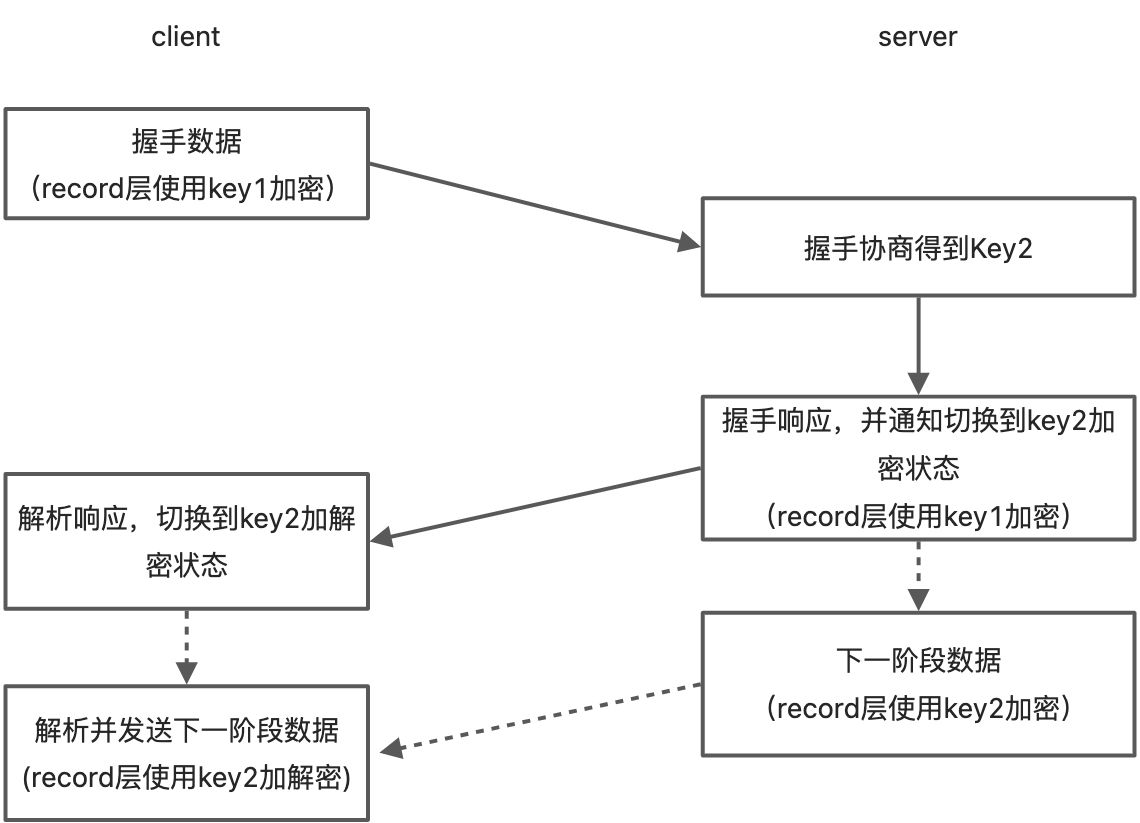 client
server
握手数据
（record层使用key1加密）
握手协商得到Key2
握手响应，并通知切换到key2加
密状态
（record层使用key1加密）
解析响应，切换到key2加解
密状态
下一阶段数据
（record层使用key2加密）
解析并发送下一阶段数据
(record层使用key2加解密)